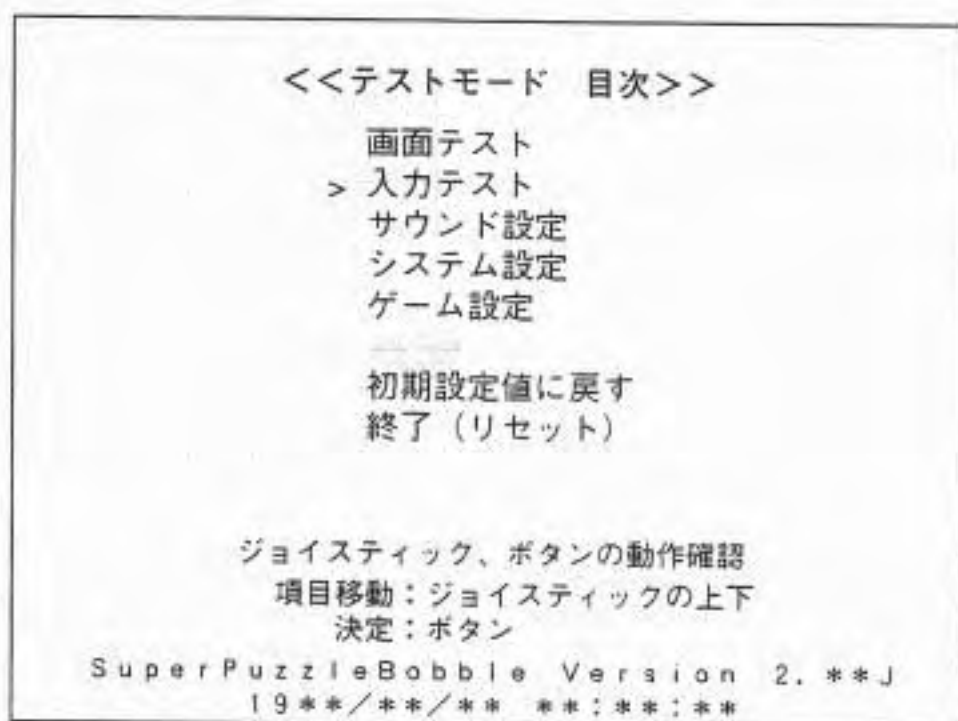 <<テストモード 目次>>
画面テスト
> 入力テスト
サウンド設定
システム設定
ゲーム設定
初期設定値に戻す
終了（リセット）
ジョイスティック、ボタンの動作確認
項目移動：ジョイスティックの上下
決定：ボタン
SuperPuzzleBobble Version 2.**J
19**/**/** **:**:**